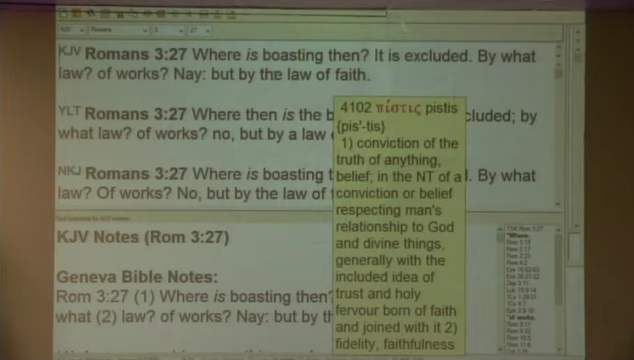 KJV Romans 3 27
KJV Romans 3:27 Where is boasting then? It is excluded. By what
law? of works? Nay: but by the law of faith.
YLT Romans 3:27 Where then is the b cluded; by
what law? of works? no, but by a law
NKJ Romans 3:27 Where is boasting t l. By what
law? Of works? No, but by the law of
4102 πίστις pistis
{pis'-tis}
1) conviction of the
truth of anything,
belief; in the NT of a
conviction or belief
respecting man's
relationship to God
and divine things,
generally with the
included idea of
trust and holy
fervour born of faith
and joined with it 2)
fidelity, faithfulness
KJV Notes (Rom 3:27)
Geneva Bible Notes:
Rom 3:27 (1) Where is boasting then?
what (2) law? of works? Nay: but by th